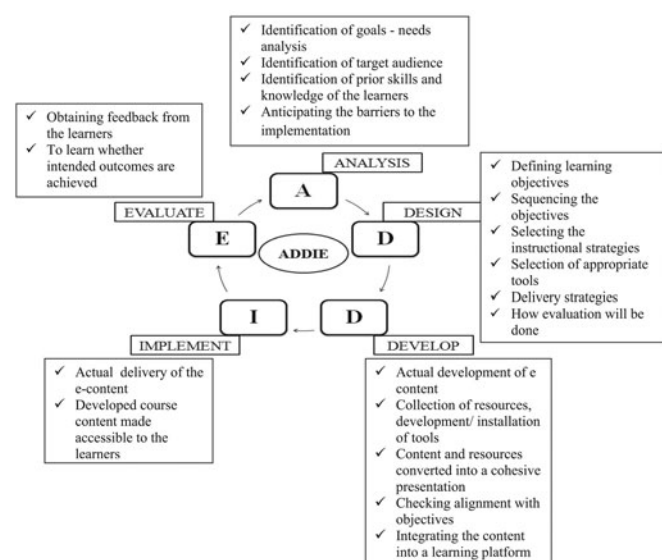 ✓ Identification of goals - needs
analysis
✓ Identification of target audience
✓ Identification of prior skills and
knowledge of the learners
✓ Anticipating the barriers to the
implementation
ANALYSIS
A
✓ Defining learning
objectives
✓ Sequencing the
objectives
✓ Selecting the
instructional strategies
✓ Selection of appropriate
tools
✓ Delivery strategies
✓ How evaluation will be
done
DESIGN
D
✓ Actual development of e
content
✓ Collection of resources,
development/ installation
of tools
✓ Content and resources
converted into a cohesive
presentation
✓ Checking alignment with
objectives
✓ Integrating the content
into a learning platform
DEVELOP
D
✓ Actual delivery of the
e-content
✓ Developed course
content made
accessible to the
learners
IMPLEMENT
I
✓ Obtaining feedback from
the learners
✓ To learn whether
intended outcomes are
achieved
EVALUATE
E
ADDIE